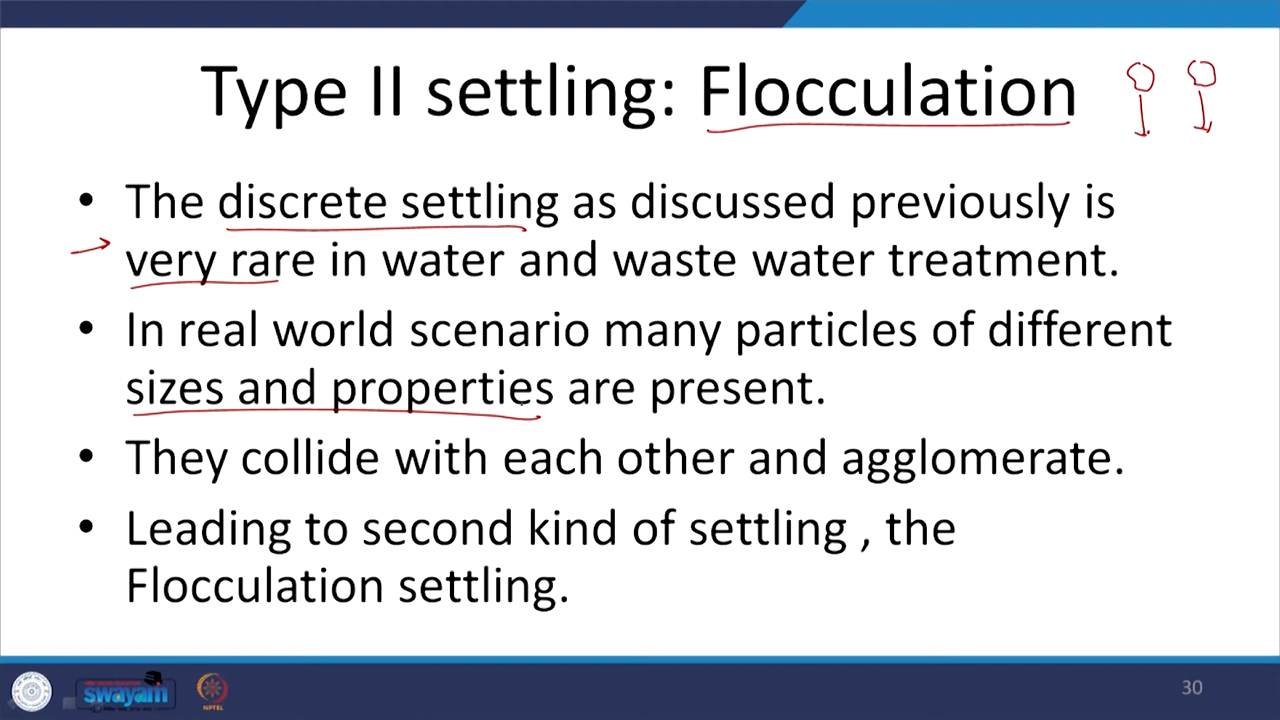 Type II settling: Flocculation
• The discrete settling as discussed previously is
very rare in water and waste water treatment.
• In real world scenario many particles of different
sizes and properties are present.
• They collide with each other and agglomerate.
• Leading to second kind of settling , the
Flocculation settling.
swayam
NPTEL
30